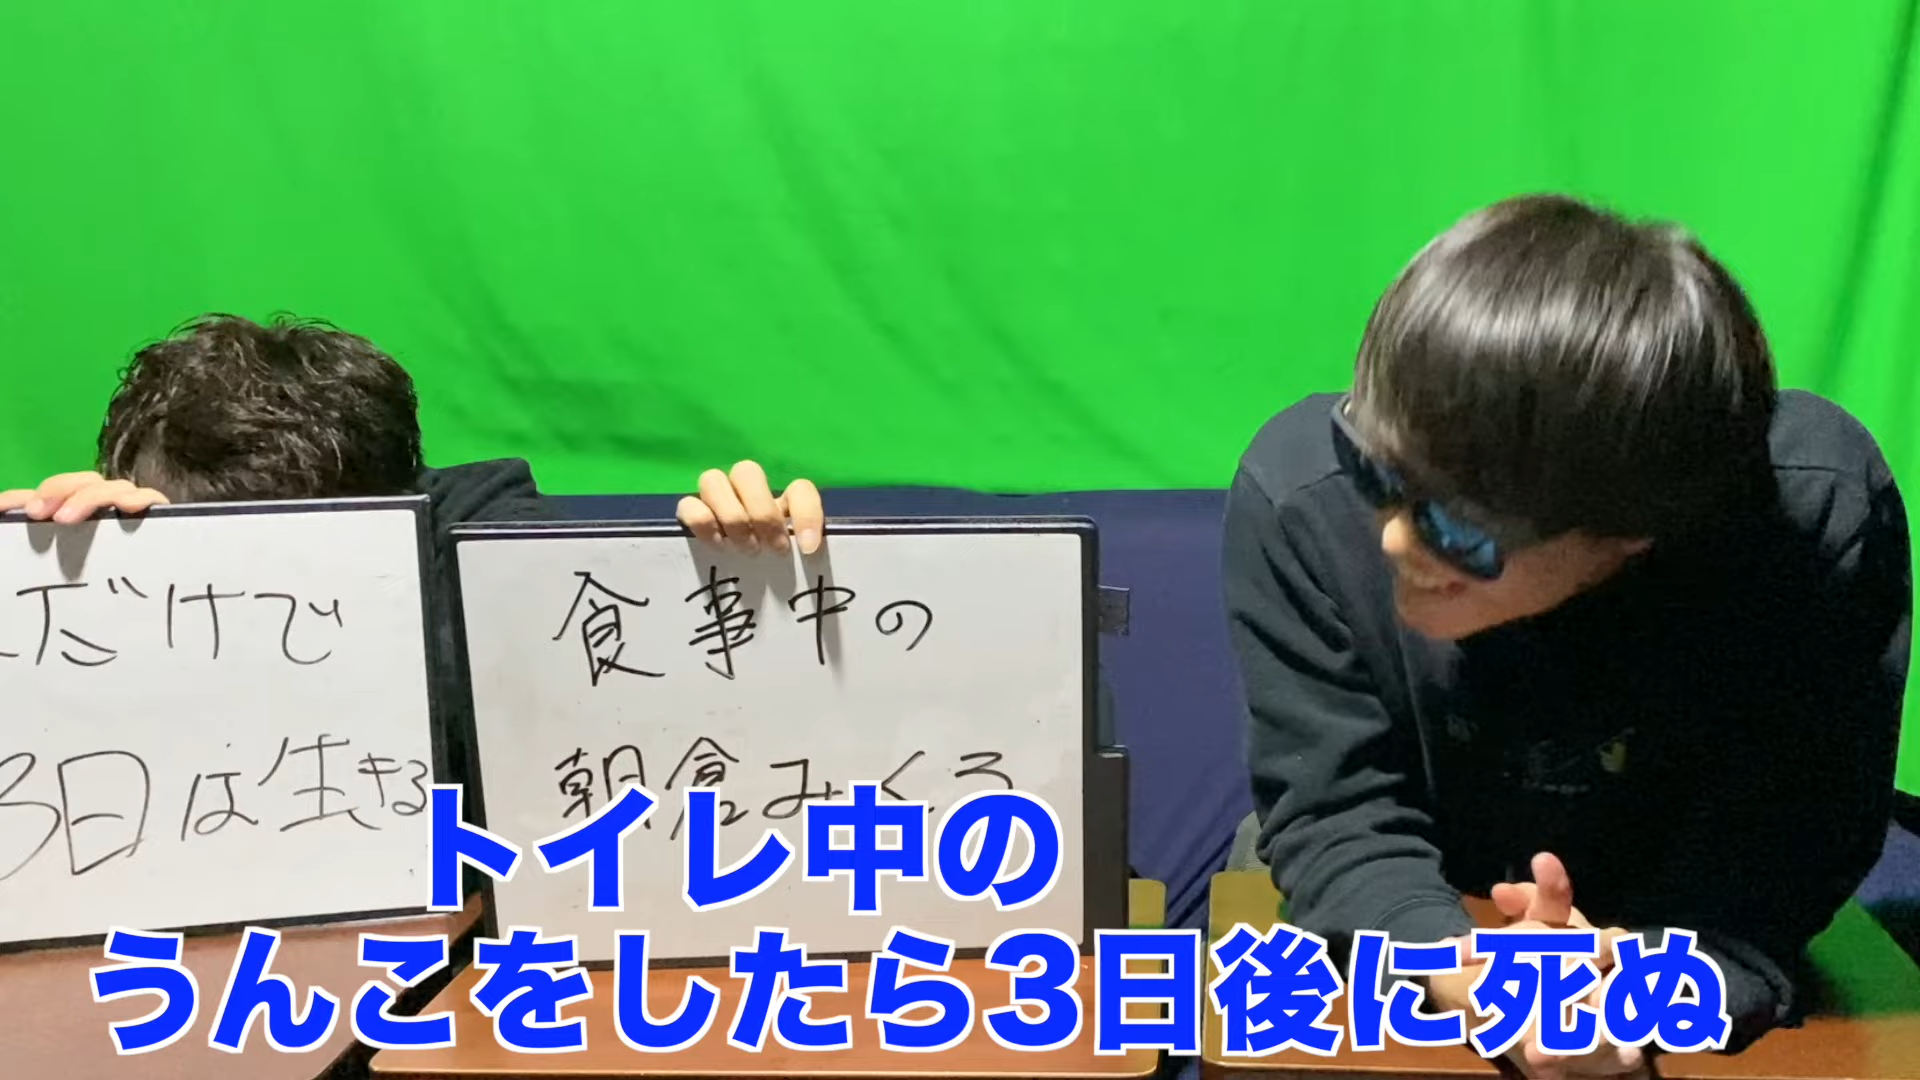 だけで
3日は生きる
食事中の
朝倉みくる
トイレ中の
うんこをしたら3日後に死ぬ